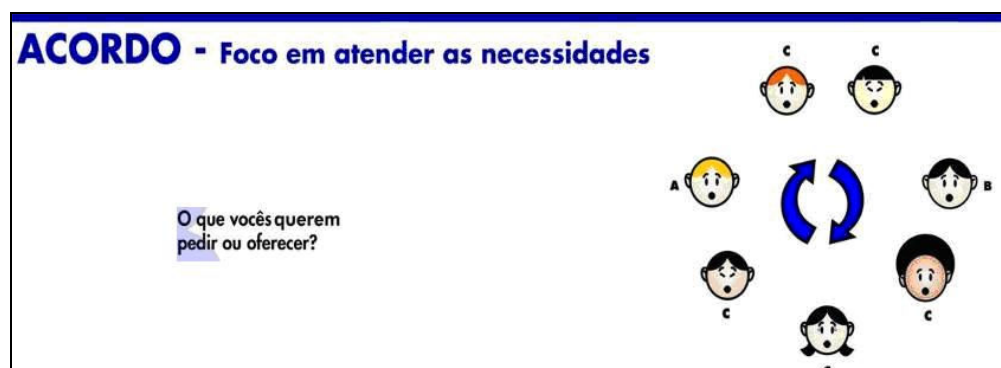 ACORDO - Foco em atender as necessidades
C C
A
B
O que vocês querem
pedir ou oferecer?
C
C